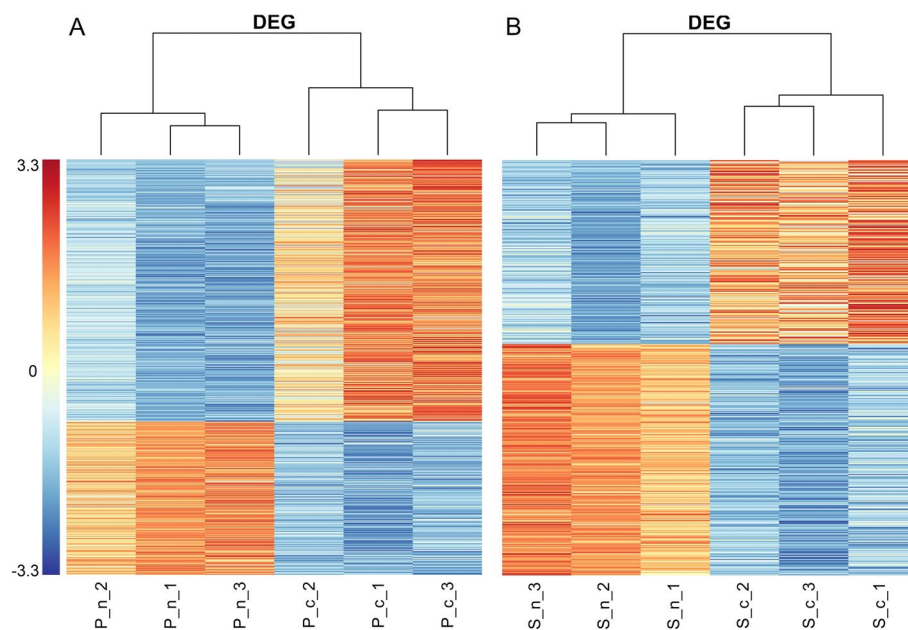 A
DEG
B
DEG
3.3
0
-3.3
P_n_2
P_n_1
P_n_3
P_c_2
P_c_1
P_c_3
S_n_3
S_n_2
S_n_1
S_c_2
S_c_3
S_c_1